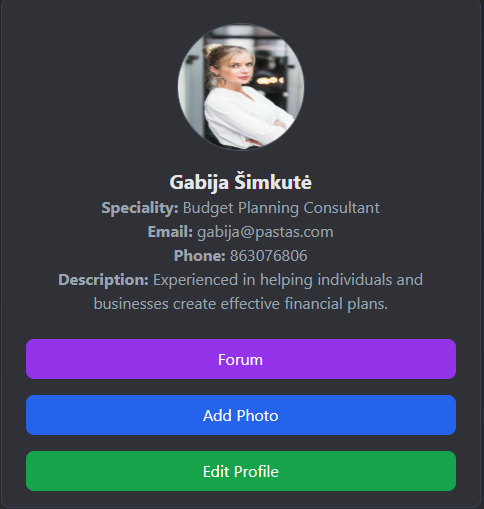 Gabija Šimkutė
Speciality: Budget Planning Consultant
Email: gabija@pastas.com
Phone: 863076806
Description: Experienced in helping individuals and
businesses create effective financial plans.
Forum
Add Photo
Edit Profile